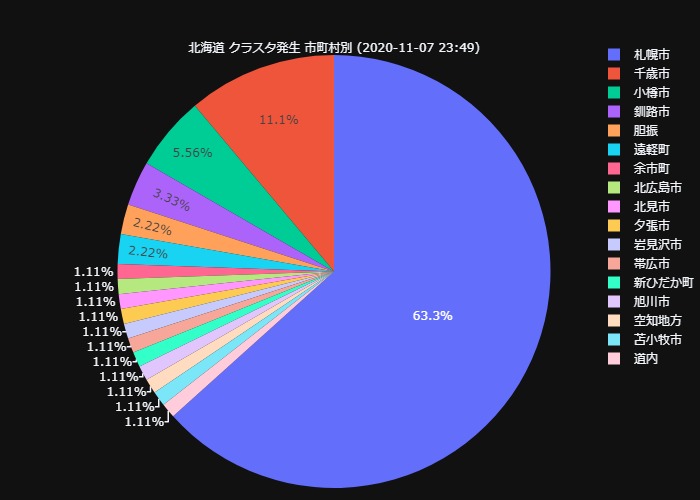 北海道 クラスタ発生 市町村別 (2020-11-07 23:49)
63.3%
11.1%
5.56%
3.33%
2.22%
2.22%
1.11%
1.11%
1.11%
1.11%
1.11%
1.11%
1.11%
1.11%
1.11%
1.11%
1.11%
札幌市
千歳市
小樽市
釧路市
胆振
遠軽町
余市町
北広島市
北見市
夕張市
岩見沢市
帯広市
新ひだか町
旭川市
空知地方
苫小牧市
道内